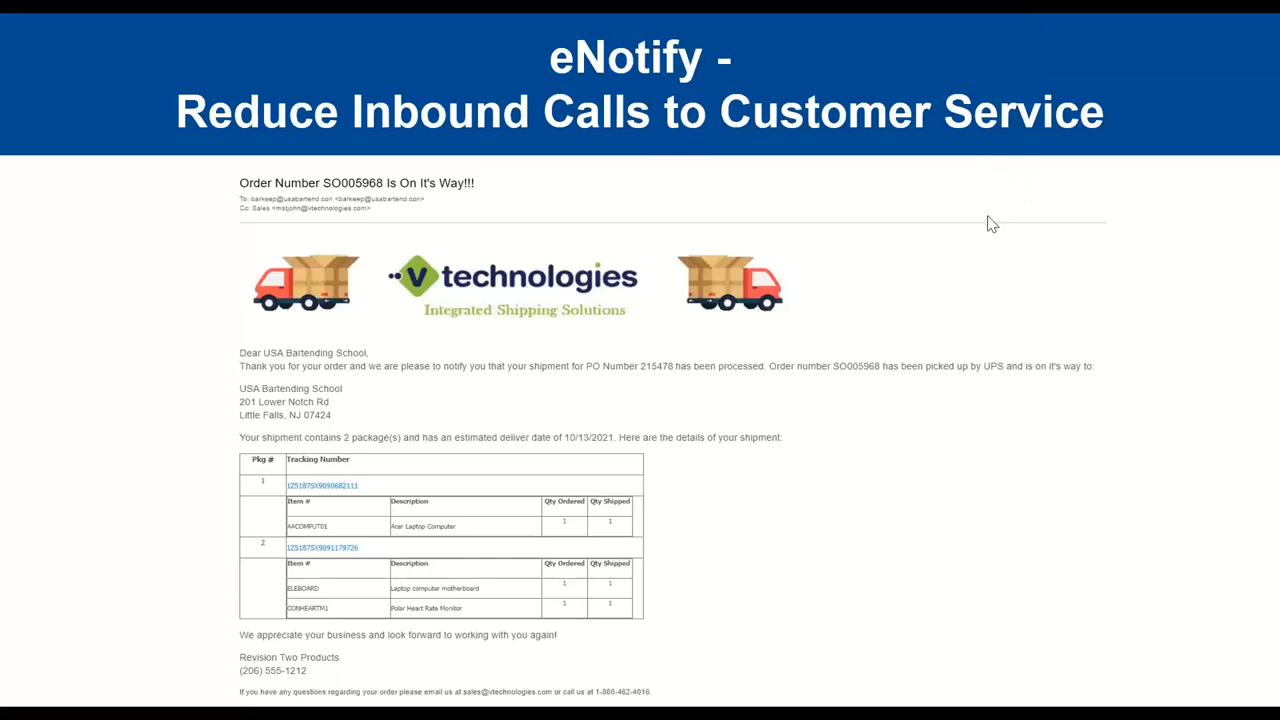 eNotify -
Reduce Inbound Calls to Customer Service
Order Number SO005968 Is On It's Way!!!
To: barkeep@usabartend.con <barkeep@usabartend.con>
Cc: Sales <mstjohn@vtechnologies.com>
V technologies
Integrated Shipping Solutions
Dear USA Bartending School,
Thank you for your order and we are please to notify you that your shipment for PO Number 215478 has been processed. Order number SO005968 has been picked up by UPS and is on it's way to:
USA Bartending School
201 Lower Notch Rd
Little Falls, NJ 07424
Your shipment contains 2 package(s) and has an estimated deliver date of 10/13/2021. Here are the details of your shipment:
Pkg # Tracking Number
1 1Z5187SX9090682111
Item # Description Qty Ordered Qty Shipped
AACOMPUT01 Acer Laptop Computer 1 1
2 1Z5187SX9091179726
Item # Description Qty Ordered Qty Shipped
ELEBOARD Laptop computer motherboard 1 1
CONHEARTM1 Polar Heart Rate Monitor 1 1
We appreciate your business and look forward to working with you again!
Revision Two Products
(206) 555-1212
If you have any questions regarding your order please email us at sales@vtechnologies.com or call us at 1-800-462-4016.